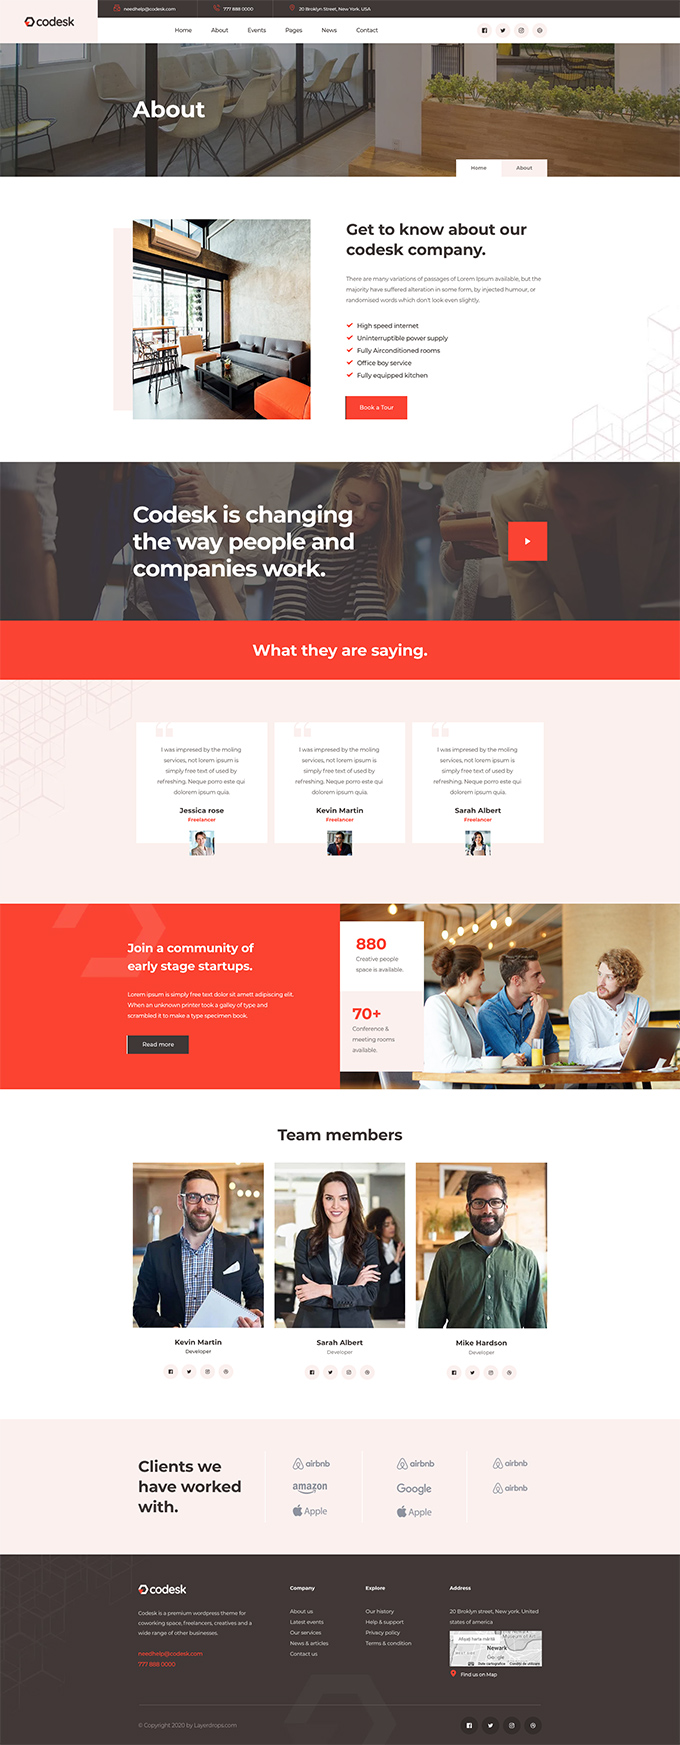 codesk
needhelp@codesk.com
777 888 0000
20 Broklyn Street, New York. USA
Home
About
Events
Pages
News
Contact
About
Home
About
Get to know about our
codesk company.
There are many variations of passages of Lorem Ipsum available, but the
majority have suffered alteration in some form, by injected humour, or
randomised words which don't look even slightly.
High speed internet
Uninterruptible power supply
Fully Airconditioned rooms
Office boy service
Fully equipped kitchen
Book a Tour
Codesk is changing
the way people and
companies work.
What they are saying.
I was impresed by the moling
services, not lorem ipsum is
simply free text of used by
refreshing. Neque porro este qui
dolorem ipsum quia.
Jessica rose
Freelancer
I was impresed by the moling
services, not lorem ipsum is
simply free text of used by
refreshing. Neque porro este qui
dolorem ipsum quia.
Kevin Martin
Freelancer
I was impresed by the moling
services, not lorem ipsum is
simply free text of used by
refreshing. Neque porro este qui
dolorem ipsum quia.
Sarah Albert
Freelancer
Join a community of
early stage startups.
Lorem ipsum is simply free text dolor sit amett adipiscing elit.
When an unknown printer took a galley of type and
scrambled it to make a type specimen book.
Read more
880
Creative people
space is available.
70+
Conference &
meeting rooms
available.
Team members
Kevin Martin
Developer
Sarah Albert
Developer
Mike Hardson
Developer
Clients we
have worked
with.
airbnb
amazon
Apple
airbnb
Google
Apple
airbnb
airbnb
codesk
Codesk is a premium wordpress theme for
coworking space, freelancers, creatives and a
wide range of other businesses.
needhelp@codesk.com
777 888 0000
Company
About us
Latest events
Our services
News & articles
Contact us
Explore
Our history
Help & support
Privacy policy
Terms & condition
Address
20 Broklyn street, New york. United
states of america
Afișați harta mărită
Newark
Google
Date cartografice
Condiții de utilizare
Find us on Map
© Copyright 2020 by Layerdrops.com